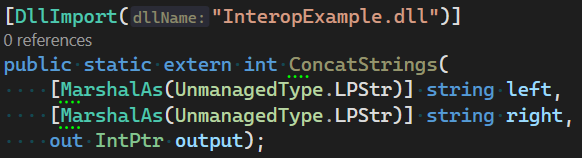 [DllImport(dllName:"InteropExample.dll")]
0 references
public static extern int ConcatStrings(
    [MarshalAs(UnmanagedType.LPStr)] string left,
    [MarshalAs(UnmanagedType.LPStr)] string right,
    out IntPtr output);